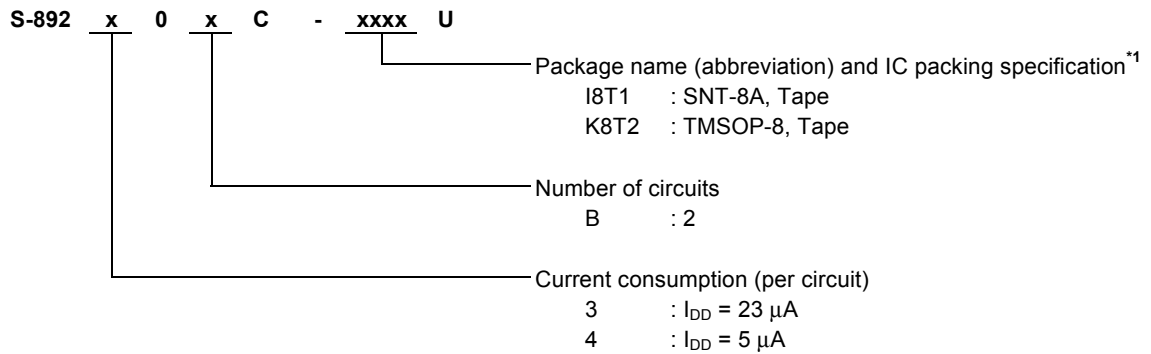 S-892 x 0 x C - xxxx U
Package name (abbreviation) and IC packing specification*1
I8T1 : SNT-8A, Tape
K8T2 : TMSOP-8, Tape
Number of circuits
B : 2
Current consumption (per circuit)
3 : IDD = 23 μA
4 : IDD = 5 μA